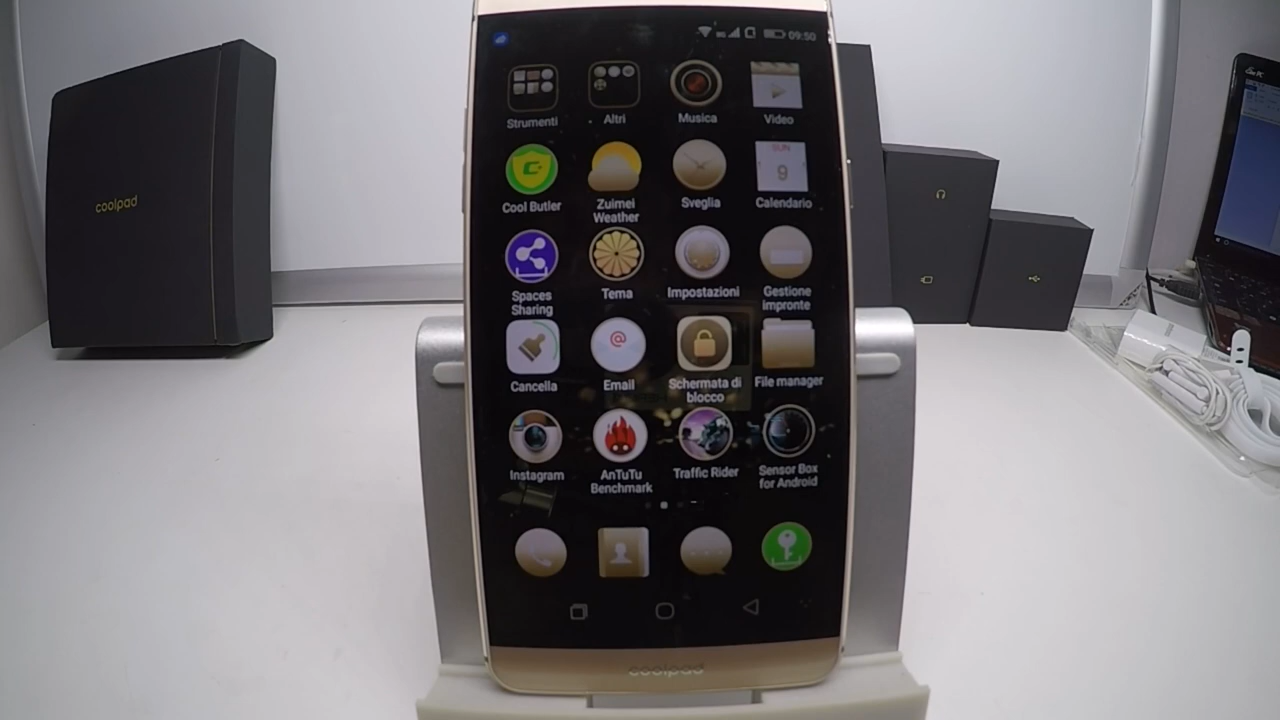 09:50
Strumenti
Altri
Musica
Video
SUN
9
Cool Butler
Zuimei
Weather
Sveglia
Calendario
Spaces
Sharing
Tema
Impostazioni
Gestione
impronte
@
Cancella
Email
Schermata di
blocco
File manager
Instagram
AnTuTu
Benchmark
Traffic Rider
Sensor Box
for Android
coolpad
coolpad